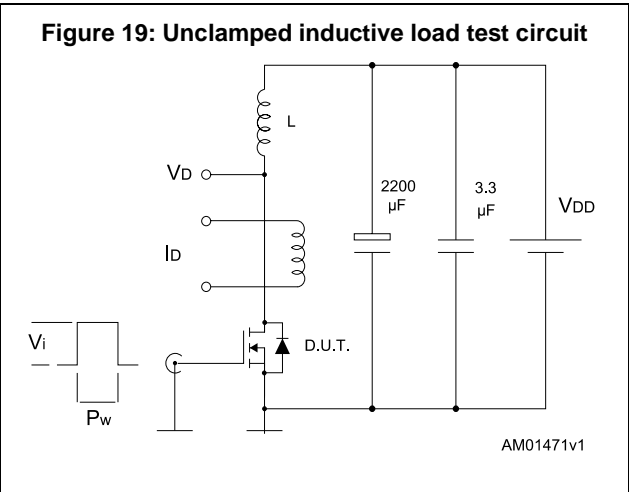 Figure 19: Unclamped inductive load test circuit
L
VD
2200
µF
3.3
µF
VDD
ID
Vi
D.U.T.
Pw
AM01471v1